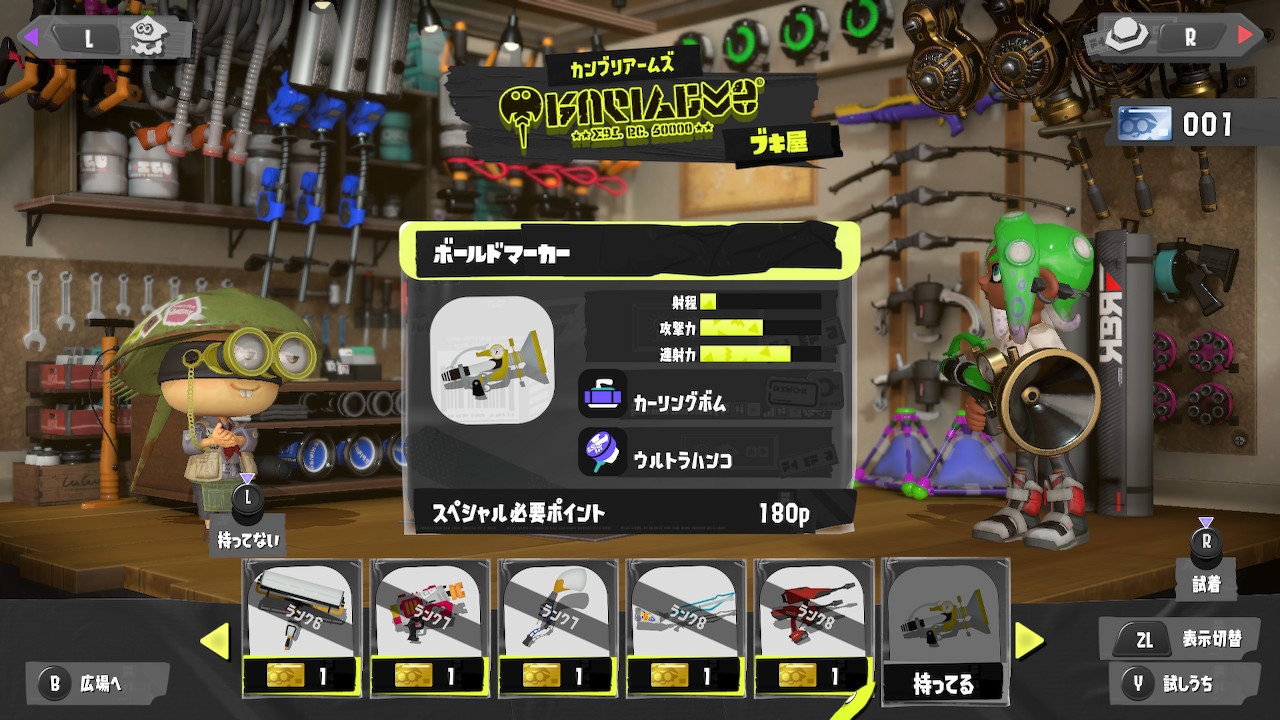 L
R
001
カンブリアームズ
ブキ屋
ボールドマーカー
射程
攻撃力
連射力
カーリングボム
ウルトラハンコ
スペシャル必要ポイント 180p
L
持ってない
R
試着
ランク6
ランク7
ランク7
ランク8
ランク8
1
1
1
1
1
持ってる
B 広場へ
ZL 表示切替
Y 試しうち